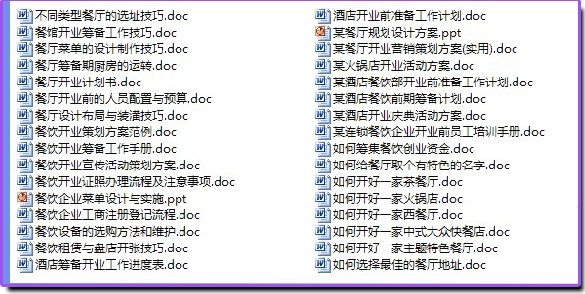 不同类型餐厅的选址技巧.doc
餐馆开业筹备工作技巧.doc
餐厅菜单的设计制作技巧.doc
餐厅筹备期厨房的运转.doc
餐厅开业计划书.doc
餐厅开业前的人员配置与预算.doc
餐厅设计布局与装潢技巧.doc
餐饮开业策划方案范例.doc
餐饮开业筹备工作手册.doc
餐饮开业宣传活动策划方案.doc
餐饮开业证照办理流程及注意事项.doc
餐饮企业菜单设计与实施.ppt
餐饮企业工商注册登记流程.doc
餐饮设备的选购方法和维护.doc
餐饮租赁与盘店开张技巧.doc
酒店筹备开业工作进度表.doc
酒店开业前准备工作计划.doc
某餐厅规划设计方案.ppt
某餐厅开业营销策划方案(实用).doc
某火锅店开业活动方案.doc
某酒店餐饮部开业前准备工作计划.doc
某酒店餐饮前期筹备计划.doc
某酒店开业庆典活动方案.doc
某连锁餐饮企业开业前员工培训手册.doc
如何筹集餐饮创业资金.doc
如何给餐厅取个有特色的名字.doc
如何开好一家茶餐厅.doc
如何开好一家火锅店.doc
如何开好一家西餐厅.doc
如何开好一家中式大众快餐店.doc
如何开好 家主题特色餐厅.doc
如何选择最佳的餐厅地址.doc